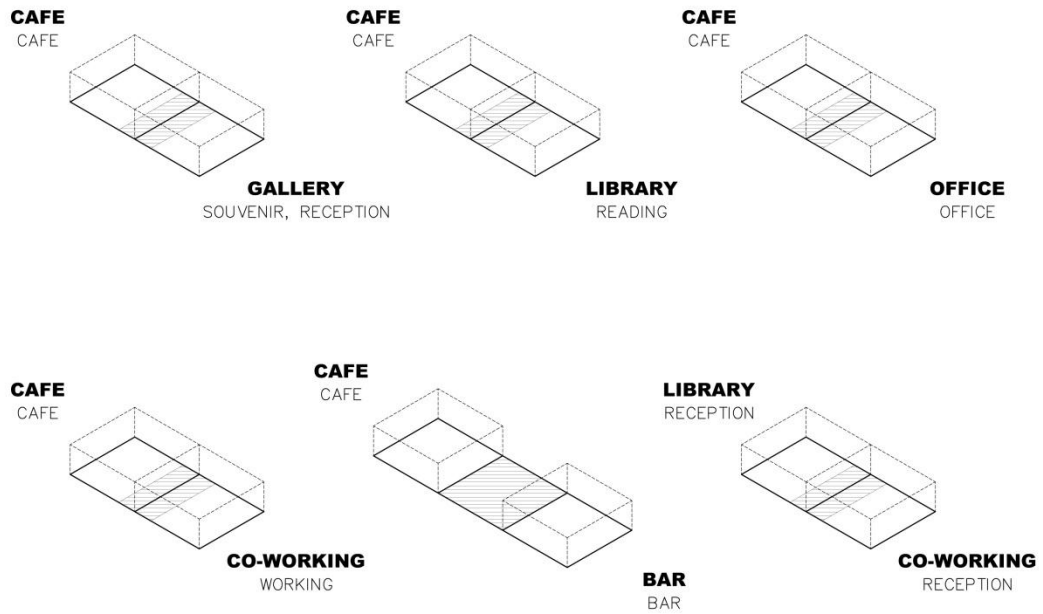 CAFE
CAFE
GALLERY
SOUVENIR, RECEPTION
CAFE
CAFE
LIBRARY
READING
CAFE
CAFE
OFFICE
OFFICE
CAFE
CAFE
CO-WORKING
WORKING
CAFE
CAFE
BAR
BAR
LIBRARY
RECEPTION
CO-WORKING
RECEPTION